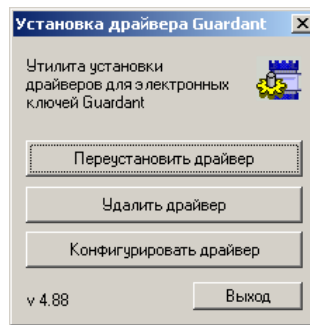 Установка драйвера Guardant
Утилита установки
драйверов для электронных
ключей Guardant
Переустановить драйвер
Удалить драйвер
Конфигурировать драйвер
v 4.88
Выход